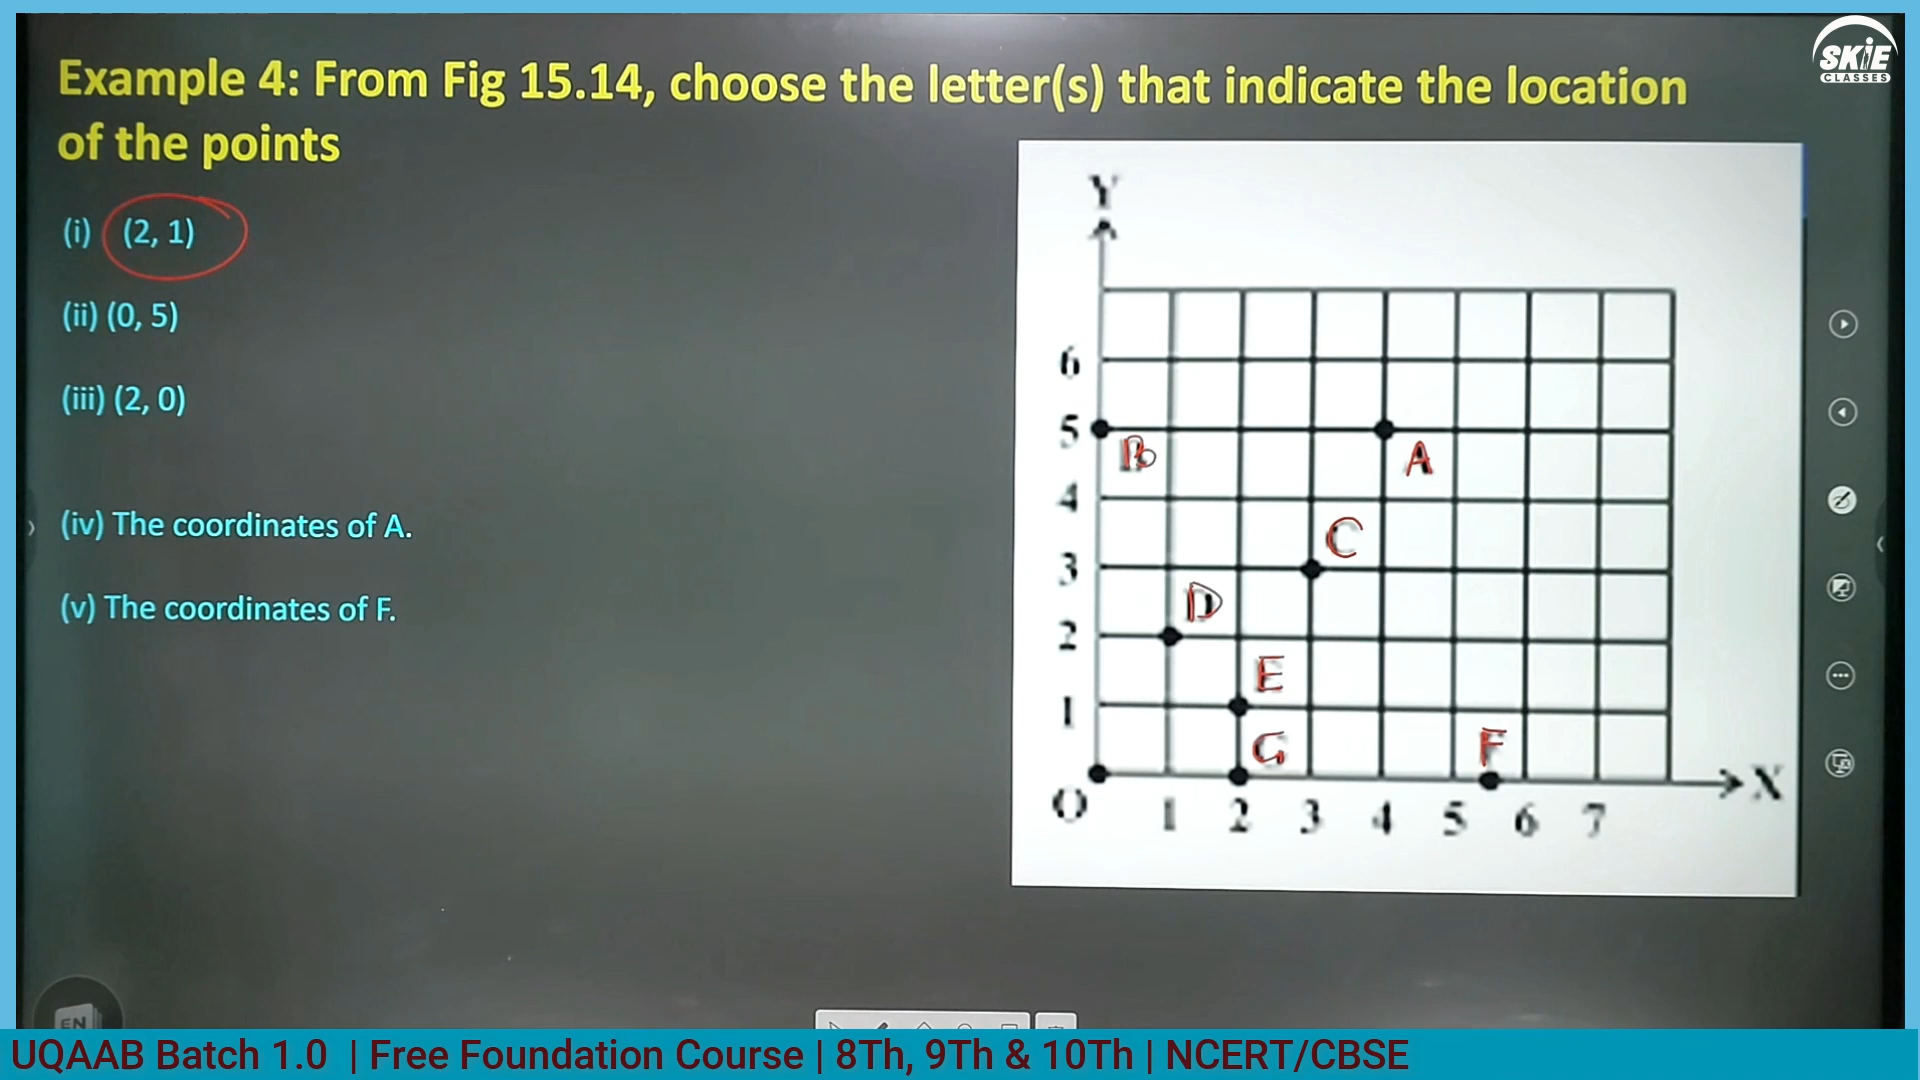 SKIE
CLASSES
Example 4: From Fig 15.14, choose the letter(s) that indicate the location
of the points
(i) (2, 1)
(ii) (0, 5)
(iii) (2, 0)
(iv) The coordinates of A.
(v) The coordinates of F.
Y
6
5
B
A
4
C
3
D
2
E
1
G
F
O
1 2 3 4 5 6 7
X
EN
UQAAB Batch 1.0 | Free Foundation Course | 8Th, 9Th & 10Th | NCERT/CBSE